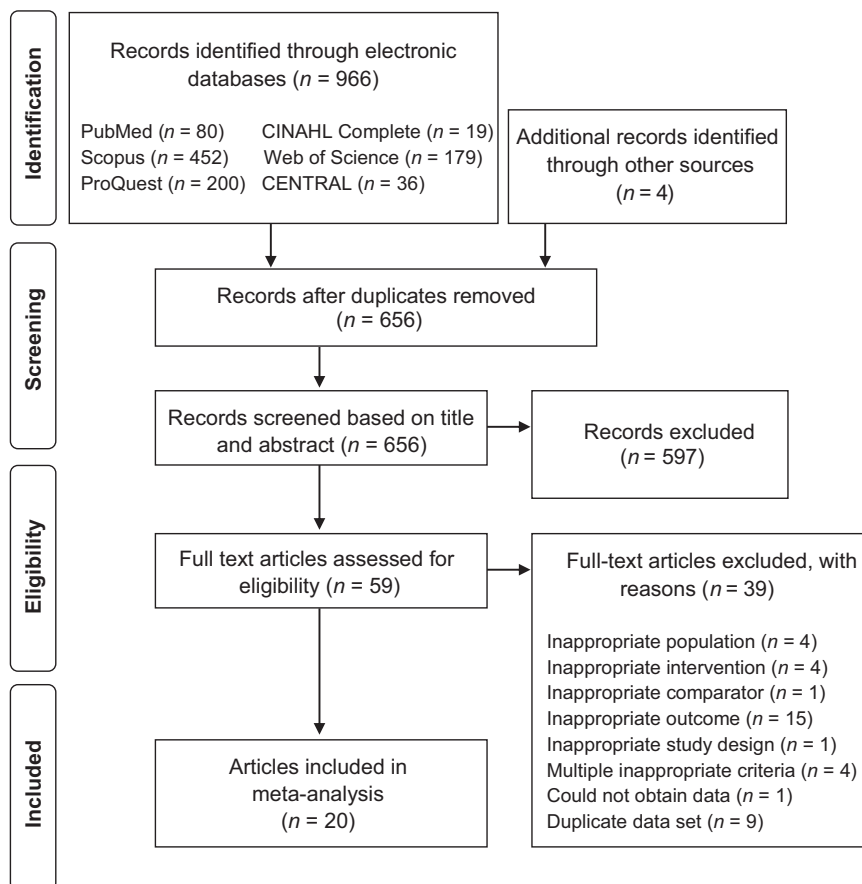 Identification
Records identified through electronic
databases (n = 966)
PubMed (n = 80) CINAHL Complete (n = 19)
Scopus (n = 452) Web of Science (n = 179)
ProQuest (n = 200) CENTRAL (n = 36)
Additional records identified
through other sources
(n = 4)
Screening
Records after duplicates removed
(n = 656)
Records screened based on title
and abstract (n = 656)
Records excluded
(n = 597)
Eligibility
Full text articles assessed for
eligibility (n = 59)
Full-text articles excluded, with
reasons (n = 39)
Inappropriate population (n = 4)
Inappropriate intervention (n = 4)
Inappropriate comparator (n = 1)
Inappropriate outcome (n = 15)
Inappropriate study design (n = 1)
Multiple inappropriate criteria (n = 4)
Could not obtain data (n = 1)
Duplicate data set (n = 9)
Included
Articles included in
meta-analysis
(n = 20)